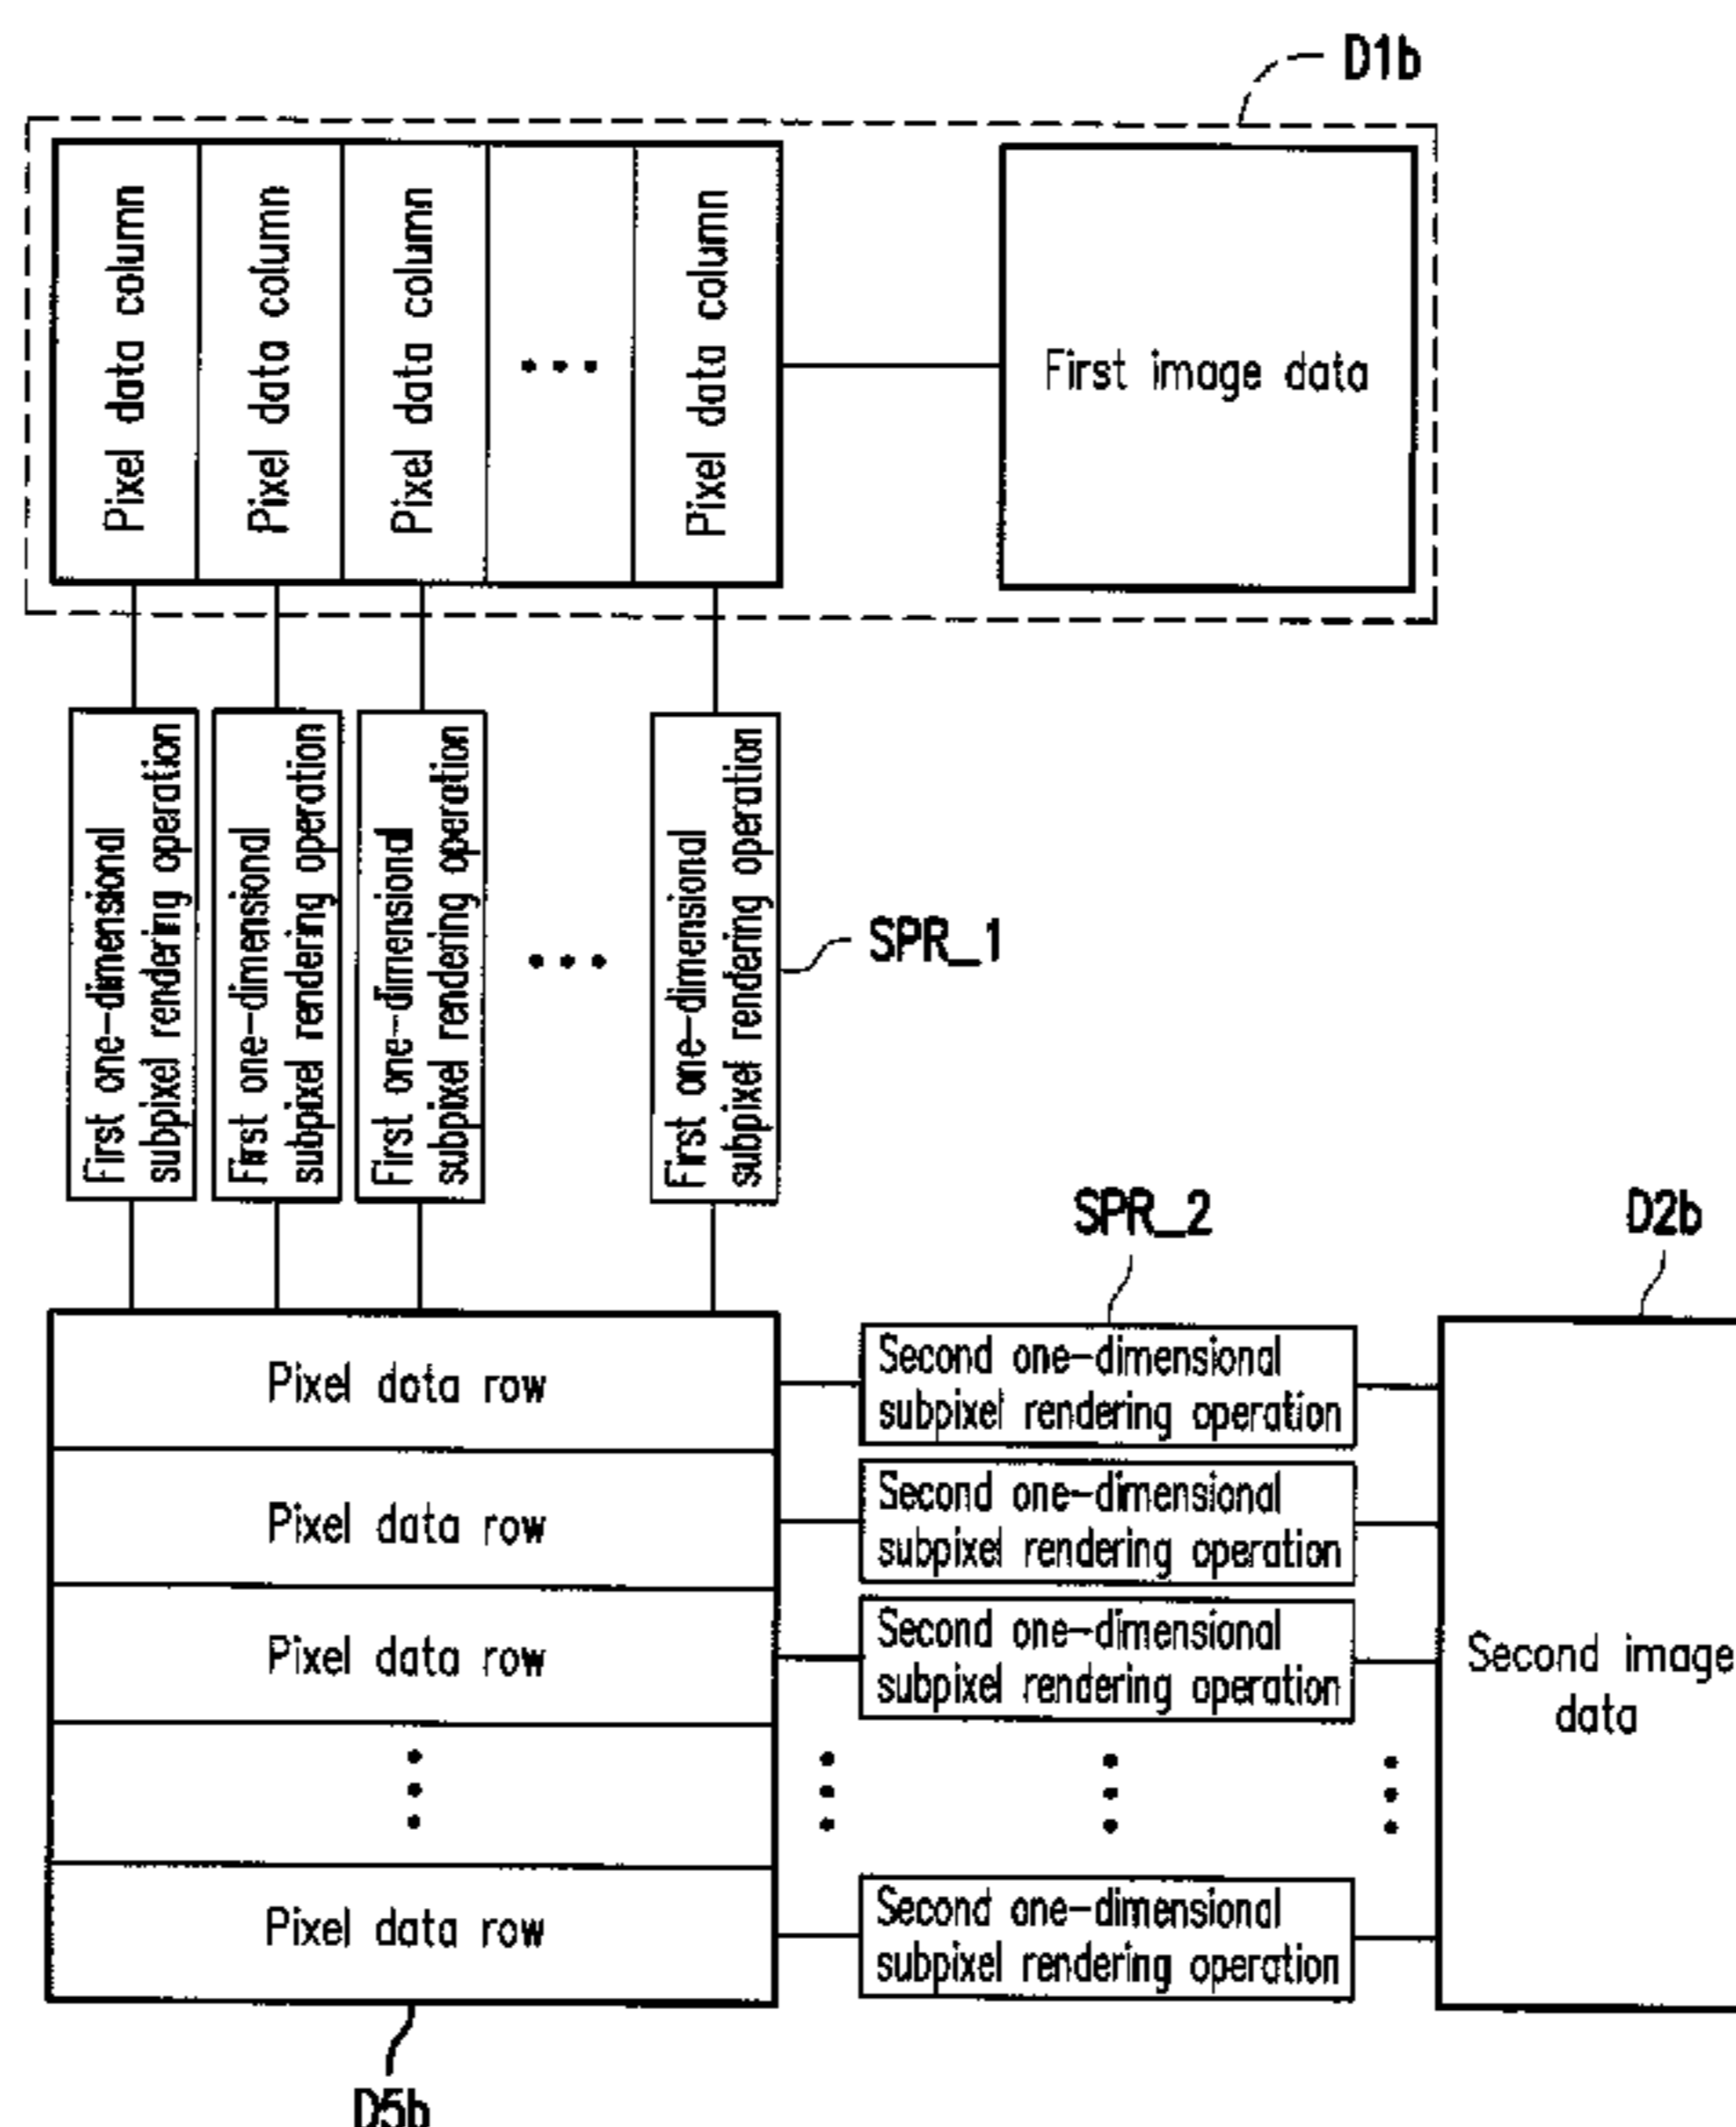 D1b
Pixel data column
Pixel data column
Pixel data column
Pixel data column
First image data
First one-dimensional
subpixel rendering operation
First one-dimensional
subpixel rendering operation
First one-dimensional
subpixel rendering operation
First one-dimensional
subpixel rendering operation
SPR_1
SPR_2
D2b
Pixel data row
Second one-dimensional
subpixel rendering operation
Pixel data row
Second one-dimensional
subpixel rendering operation
Pixel data row
Second one-dimensional
subpixel rendering operation
Second image
data
Pixel data row
Second one-dimensional
subpixel rendering operation
D5b